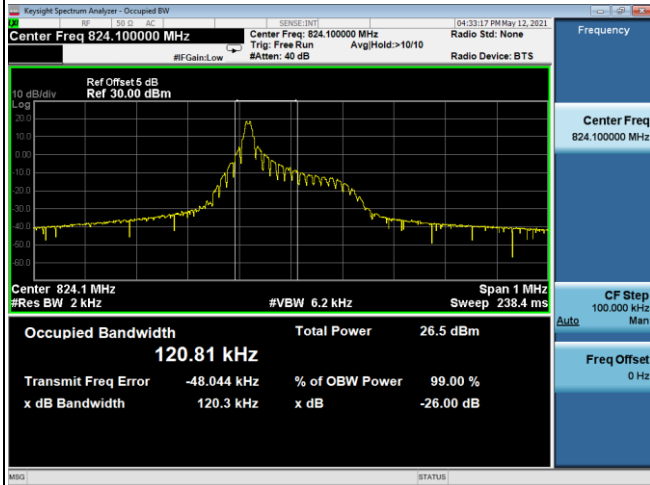 Keysight Spectrum Analyzer - Occupied BW
RF 50 Ω AC SENSE:INT 04:33:17 PM May 12, 2021
Center Freq 824.100000 MHz Center Freq: 824.100000 MHz Radio Std: None
Trig: Free Run Avg|Hold:>10/10
#IFGain:Low #Atten: 40 dB Radio Device: BTS
Frequency
Ref Offset 5 dB
10 dB/div Ref 30.00 dBm
Log
20.0
10.0
0.00
-10.0
-20.0
-30.0
-40.0
-50.0
-60.0
Center 824.1 MHz Span 1 MHz
#Res BW 2 kHz #VBW 6.2 kHz Sweep 238.4 ms
Occupied Bandwidth Total Power 26.5 dBm
120.81 kHz
Transmit Freq Error -48.044 kHz % of OBW Power 99.00 %
x dB Bandwidth 120.3 kHz x dB -26.00 dB
Center Freq
824.100000 MHz
CF Step
100.000 kHz
Auto Man
Freq Offset
0 Hz
MSG STATUS